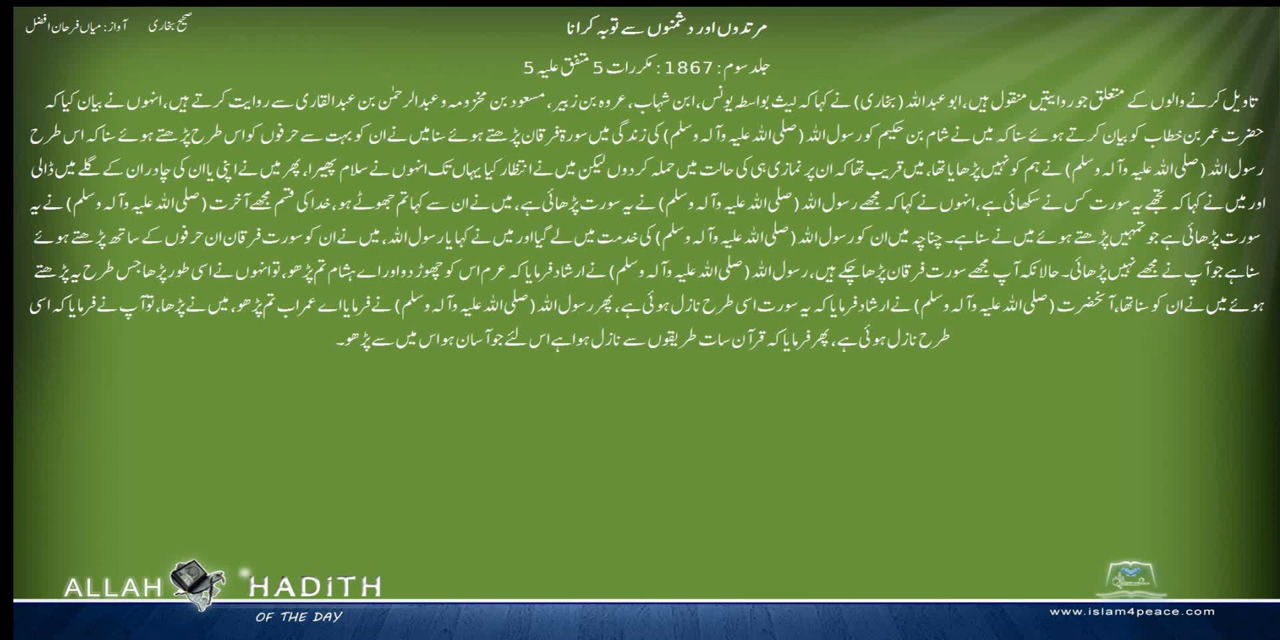 مرتدوں اور دشمنوں سے توبہ کرانا
صحیح بخاری آواز: میاں فرحان افضل
جلد سوم: 1867 : مکررات 5 متفق علیہ 5
تاویل کرنے والوں کے متعلق جو روایتیں منقول ہیں، ابو عبداللہ (بخاری) نے کہا کہ لیث بواسطہ یونس، ابن شہاب، عروہ بن زبیر، مسعود بن مخزومہ و عبدالرحمٰن بن عبدالقاری سے روایت کرتے ہیں، انہوں نے بیان کیا کہ
حضرت عمر بن خطاب کو بیان کرتے ہوئے سنا کہ میں نے شام بن حکیم کو رسول اللہ (صلی اللہ علیہ وآلہ وسلم) کی زندگی میں سورۃ فرقان پڑھتے ہوئے سنا میں نے ان کو بہت سے حرفوں کو اس طرح پڑھتے ہوئے سنا کہ اس طرح
رسول اللہ (صلی اللہ علیہ وآلہ وسلم) نے ہم کو نہیں پڑھایا تھا، میں قریب تھا کہ ان پر نماز ی ہی کی حالت میں حملہ کردوں لیکن میں نے انتظار کیا یہاں تک انہوں نے سلام پھیرا، پھر میں نے اپنی یا ان کی چادر ان کے گلے میں ڈالی
اور میں نے کہا کہ تجھے یہ سورت کس نے سکھائی ہے، انہوں نے کہا کہ مجھے رسول اللہ (صلی اللہ علیہ وآلہ وسلم) نے یہ سورت پڑھائی ہے، میں نے ان سے کہا تم جھوٹے ہو، خدا کی قسم مجھے آخرت (صلی اللہ علیہ وآلہ وسلم) نے یہ
سورت پڑھائی ہے جو تمہیں پڑھتے ہوئے میں نے سنا ہے۔ چناچہ میں ان کو رسول اللہ (صلی اللہ علیہ وآلہ وسلم) کی خدمت میں لے گیا اور میں نے کہا یا رسول اللہ، میں نے ان کو سورت فرقان ان حرفوں کے ساتھ پڑھتے ہوئے
سنا ہے جو آپ نے مجھے نہیں پڑھائی۔ حالانکہ آپ مجھے سورت فرقان پڑھا چکے ہیں، رسول اللہ (صلی اللہ علیہ وآلہ وسلم) نے ارشاد فرمایا کہ عرم اس کو چھوڑ دو اور اے ہشام تم پڑھو، تو انہوں نے اسی طور پڑھا جس طرح یہ پڑھتے
ہوئے میں نے ان کو سنا تھا، آنحضرت (صلی اللہ علیہ وآلہ وسلم) نے ارشاد فرمایا کہ یہ سورت اسی طرح نازل ہوئی ہے، پھر رسول اللہ (صلی اللہ علیہ وآلہ وسلم) نے فرمایا اے عمر اب تم پڑھو، میں نے پڑھا، تو آپ نے فرمایا کہ اسی
طرح نازل ہوئی ہے، پھر فرمایا کہ قرآن سات طریقوں سے نازل ہوا ہے اس لئے جو آسان ہو اس میں سے پڑھو۔
ALLAH HADITH
OF THE DAY
www.islam4peace.com